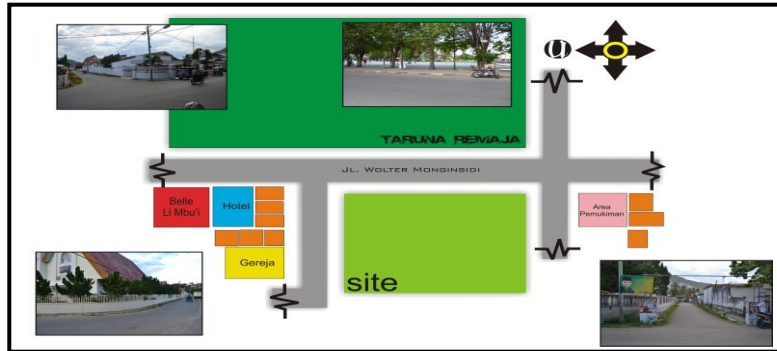 U
TARUNA REMAJA
JL. WOLTER MONGINSIDI
Belle
Li Mbu'i
Hotel
Area
Pemukiman
Gereja
site